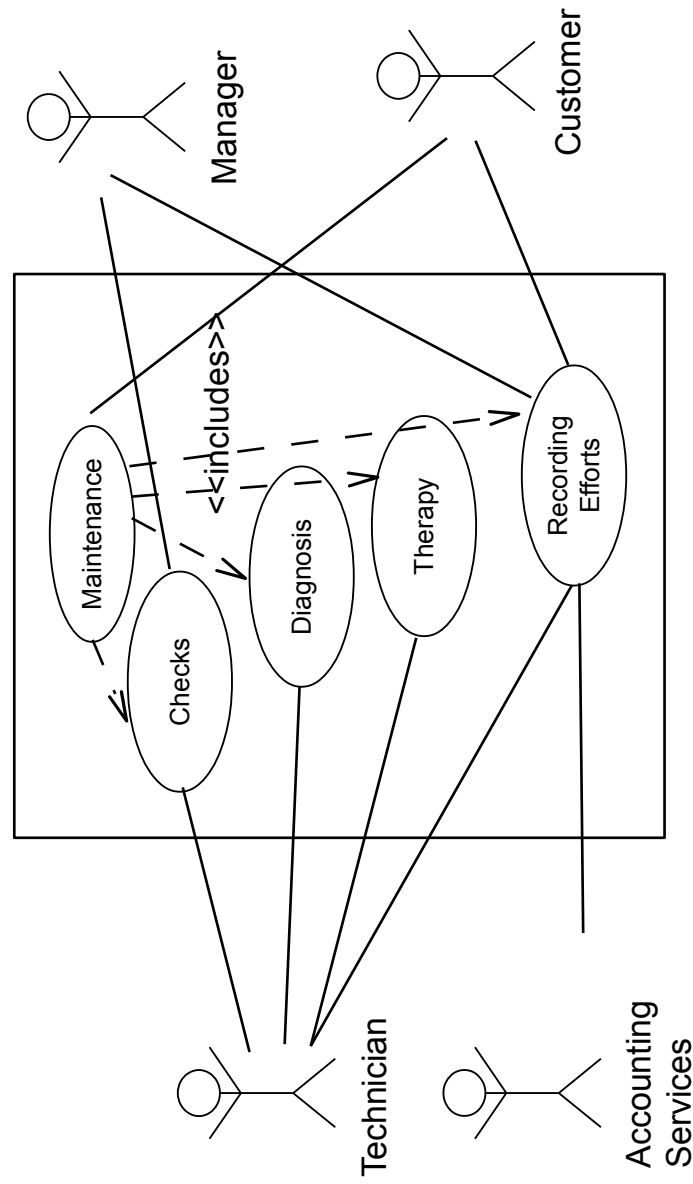 Manager
Customer
<<includes>>
Maintenance
Checks
Diagnosis
Therapy
Recording
Efforts
Technician
Accounting
Services